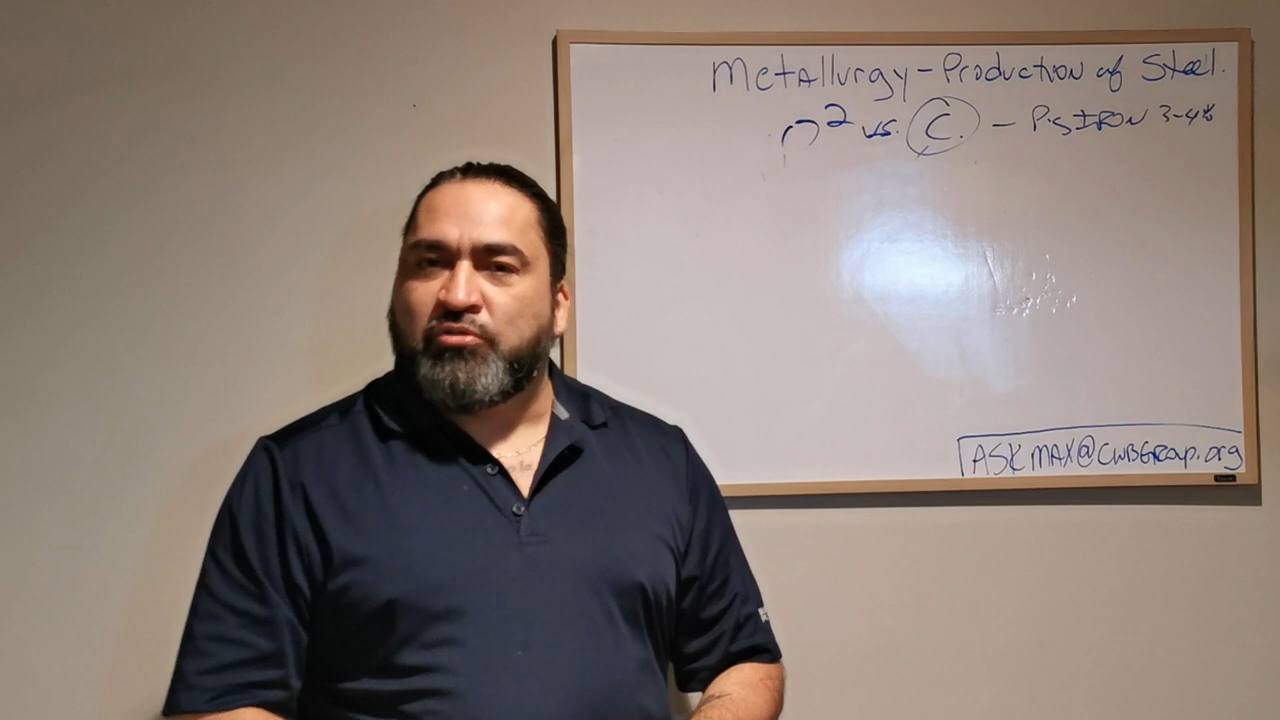 Metallurgy - Production of Steel.
O² vs. C. - Pig IRON 3-4%
ASK MAX@CWBGroup.org